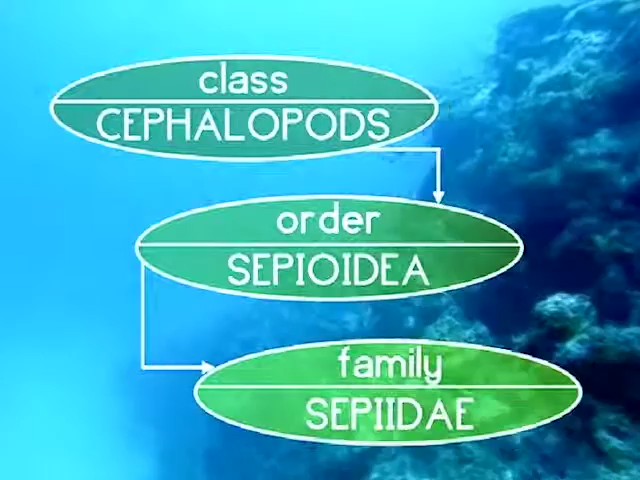 class
CEPHALOPODS
order
SEPIOIDEA
family
SEPIIDAE